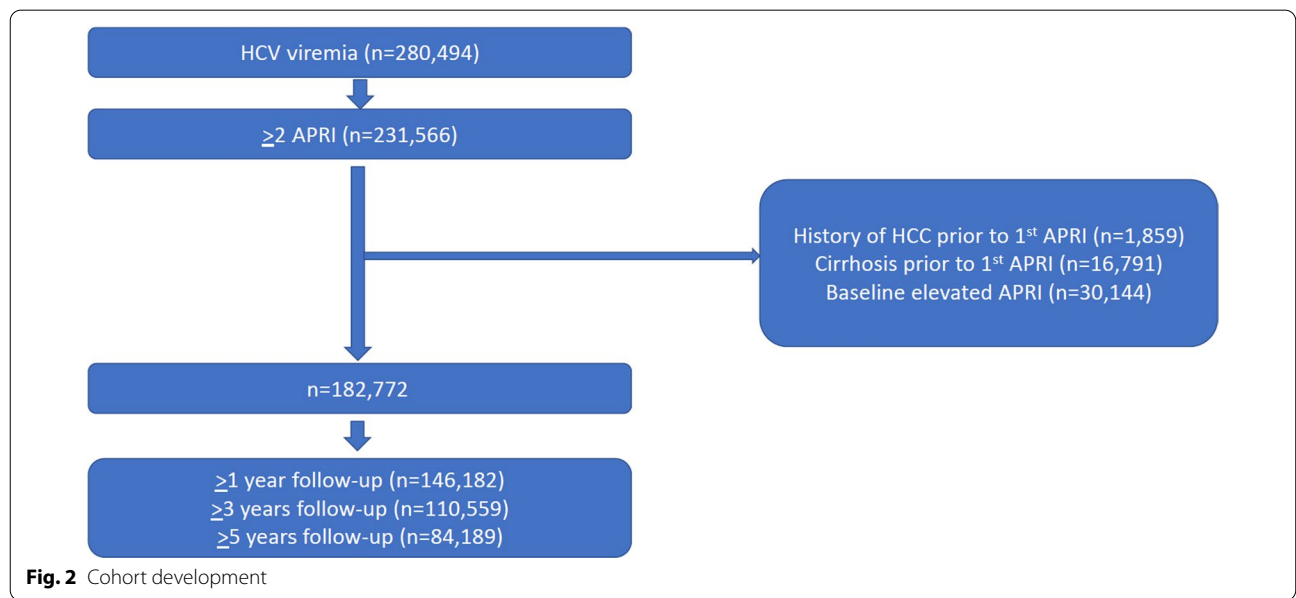 HCV viremia (n=280,494)
≥2 APRI (n=231,566)
History of HCC prior to 1st APRI (n=1,859)
Cirrhosis prior to 1st APRI (n=16,791)
Baseline elevated APRI (n=30,144)
n=182,772
≥1 year follow-up (n=146,182)
≥3 years follow-up (n=110,559)
≥5 years follow-up (n=84,189)
Fig. 2 Cohort development